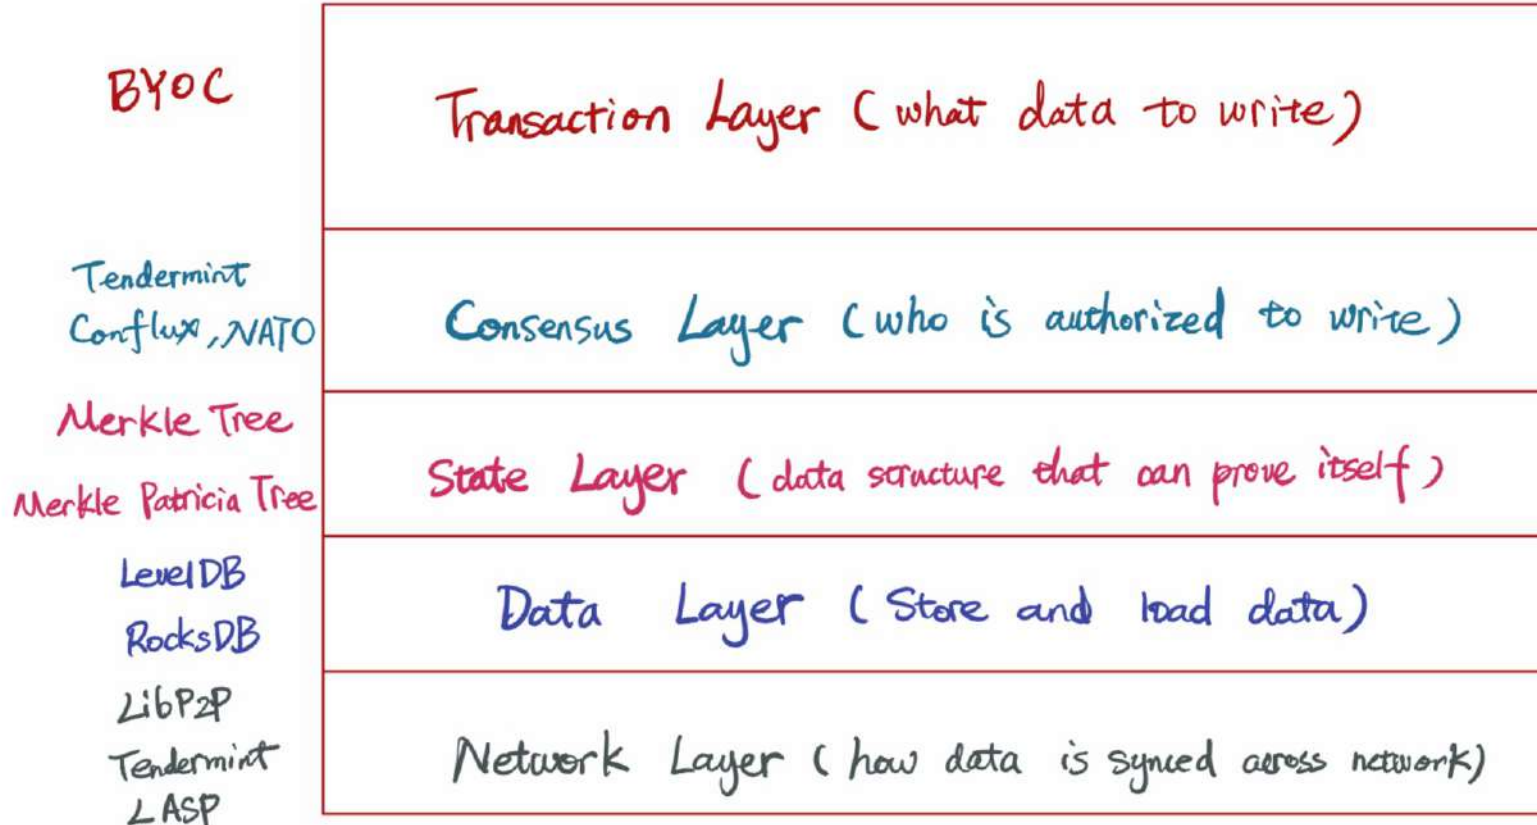 BYOC
Transaction Layer (what data to write)
Tendermint
Conflux, NATO
Consensus Layer (who is authorized to write)
Merkle Tree
Merkle Patricia Tree
State Layer (data structure that can prove itself)
LevelDB
RocksDB
Data Layer (Store and load data)
LibP2P
Tendermint
LASP
Network Layer (how data is synced across network)